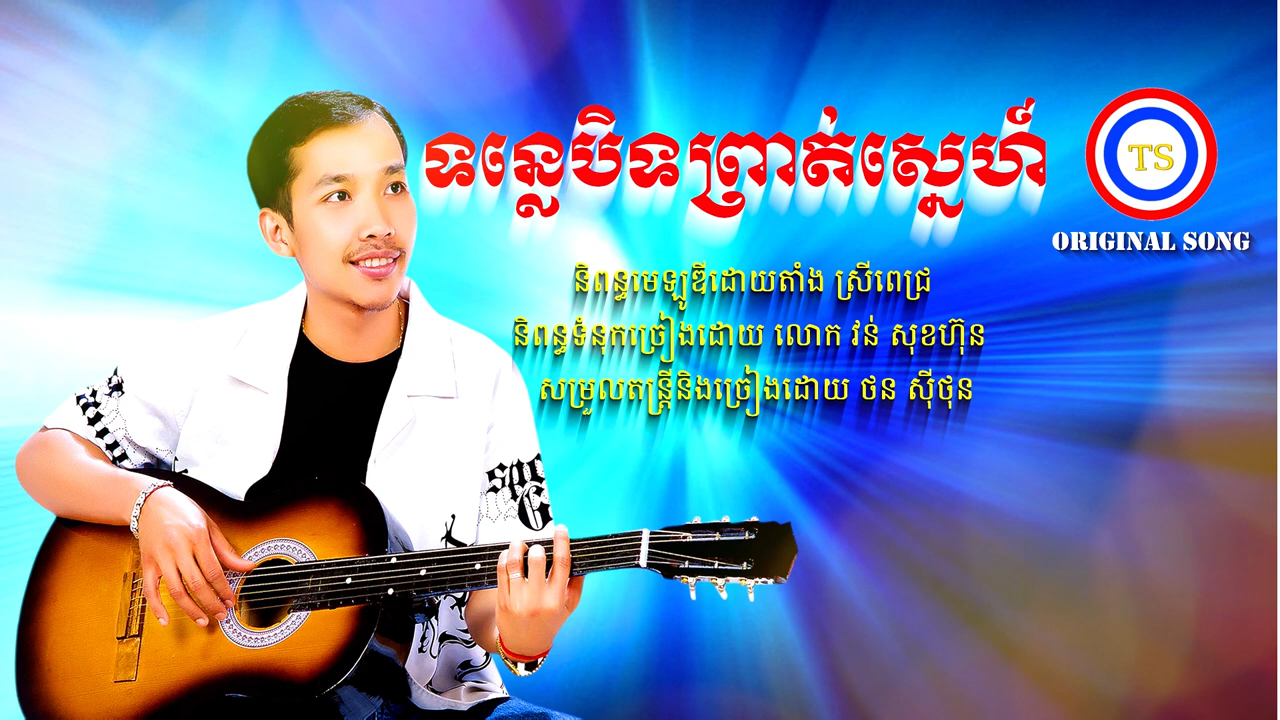 ទន្លេបិទព្រាត់ស្នេហ៍
TS
ORIGINAL SONG
និពន្ធមេឡូឌីដោយតាំង ស្រីពេជ្រ
និពន្ធទំនុកច្រៀងដោយ លោក វន់ សុខហ៊ុន
សម្រួលតន្ត្រីនិងច្រៀងដោយ ថន ស៊ីថុន